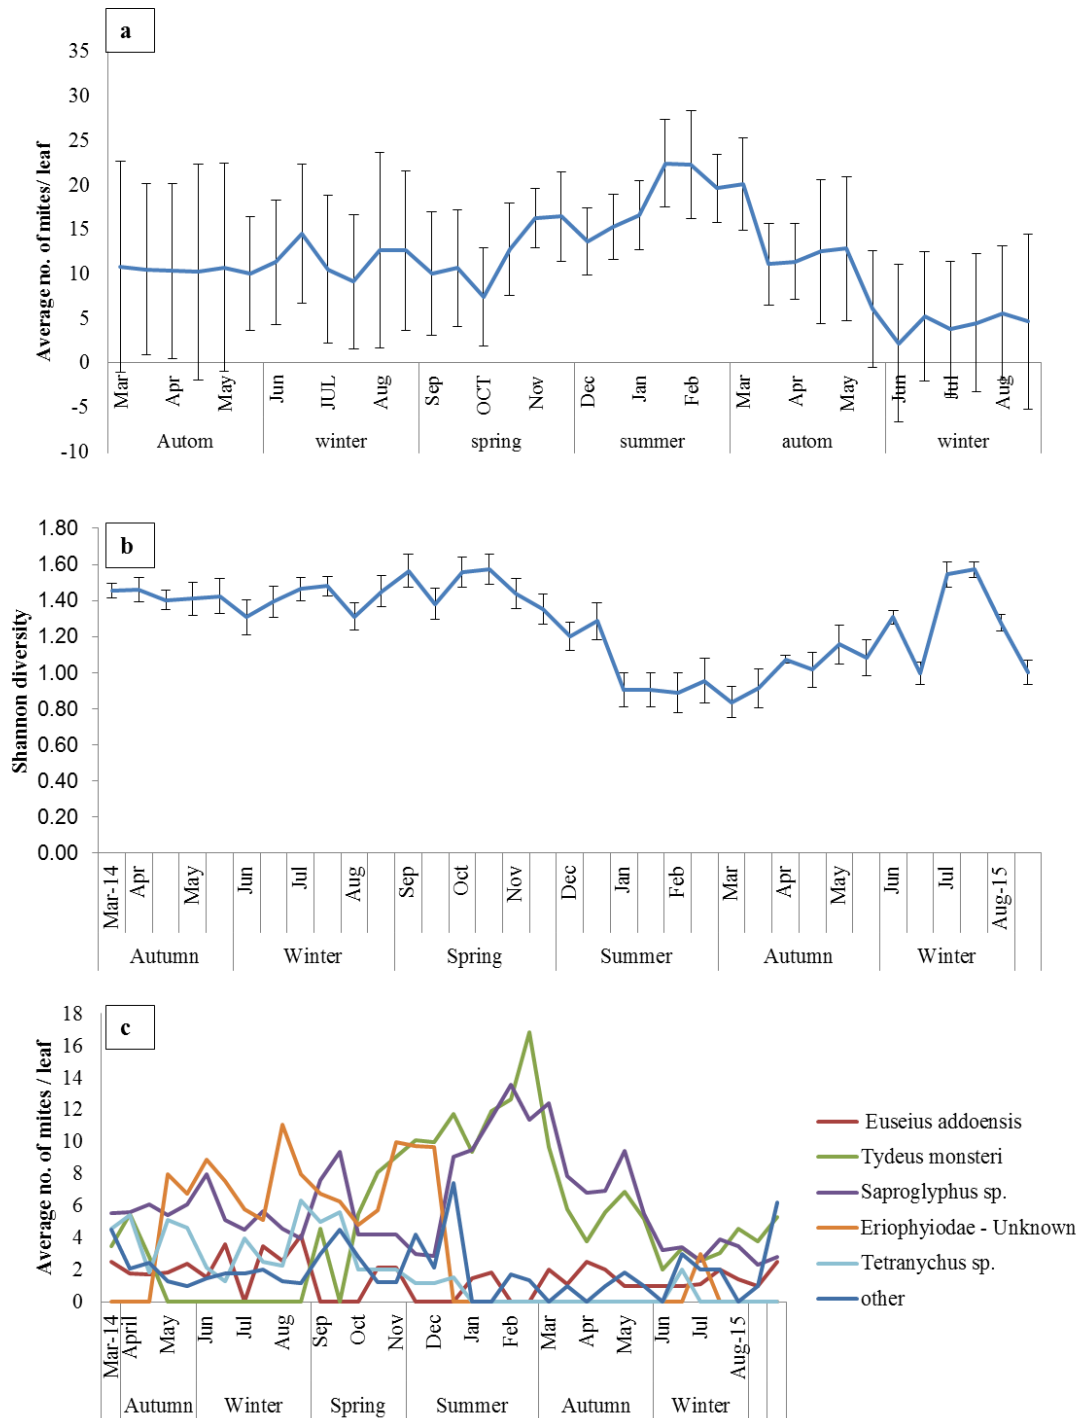 a
35
30
25
20
15
10
5
0
-5
-10
Average no. of mites/ leaf
Mar Apr May Jun JUL Aug Sep OCT Nov Dec Jan Feb Mar Apr May Jun Jul Aug
Autom winter spring summer autom winter
b
1.80
1.60
1.40
1.20
1.00
0.80
0.60
0.40
0.20
0.00
Shannon diversity
Mar-14 Apr May Jun Jul Aug Sep Oct Nov Dec Jan Feb Mar Apr May Jun Jul Aug-15
Autumn Winter Spring Summer Autumn Winter
c
18
16
14
12
10
8
6
4
2
0
Average no. of mites / leaf
Mar-14 April May Jun Jul Aug Sep Oct Nov Dec Jan Feb Mar Apr May Jun Jul Aug-15
Autumn Winter Spring Summer Autumn Winter
Euseius addoensis
Tydeus monsteri
Saproglyphus sp.
Eriophyiodae - Unknown
Tetranychus sp.
other